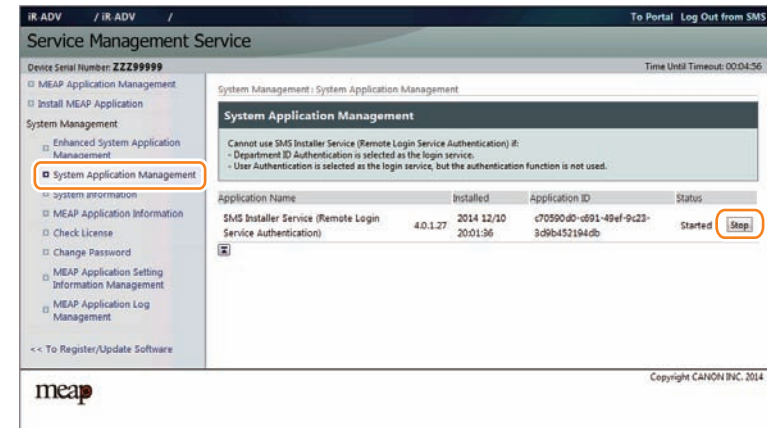 iR-ADV / iR-ADV /
To Portal Log Out from SMS
Service Management Service
Device Serial Number: ZZZ99999
Time Until Timeout: 00:04:56
MEAP Application Management
Install MEAP Application
System Management
Enhanced System Application
Management
System Application Management
System Information
MEAP Application Information
Check License
Change Password
MEAP Application Setting
Information Management
MEAP Application Log
Management
<< To Register/Update Software
System Management : System Application Management
System Application Management
Cannot use SMS Installer Service (Remote Login Service Authentication) if:
- Department ID Authentication is selected as the login service.
- User Authentication is selected as the login service, but the authentication function is not used.
Application Name Installed Application ID Status
SMS Installer Service (Remote Login
Service Authentication)
4.0.1.27
2014 12/10
20:01:36
c70590d0-c691-49ef-9c23-
3d9b452194db
Started Stop
Copyright CANON INC. 2014
meap